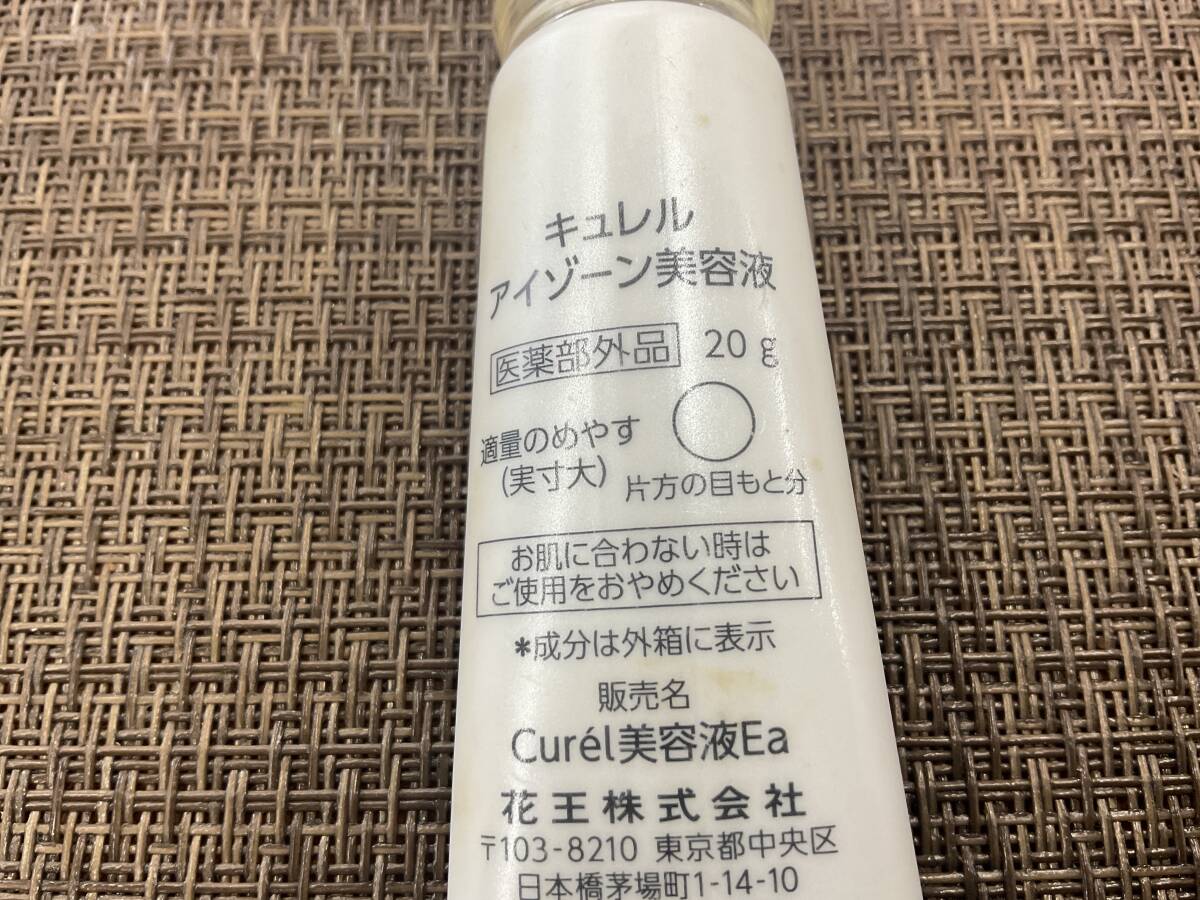 キュレル
アイゾーン美容液
医薬部外品 20 g
適量のめやす
(実寸大) 片方の目もと分
お肌に合わない時は
ご使用をおやめください
*成分は外箱に表示
販売名
Curél美容液Ea
花王株式会社
〒103-8210 東京都中央区
日本橋茅場町1-14-10